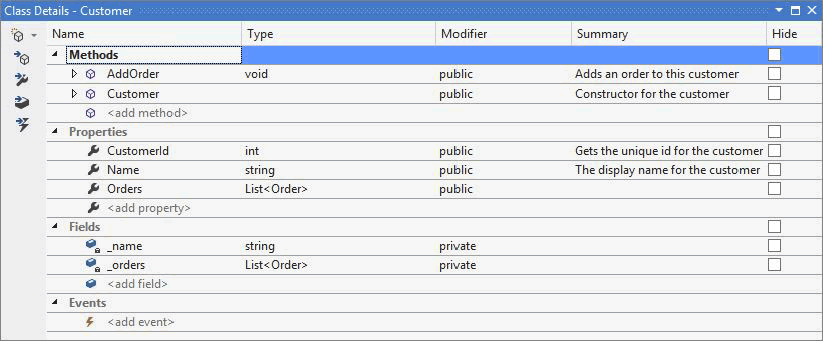 Class Details - Customer
Name Type Modifier Summary Hide
Methods
AddOrder void public Adds an order to this customer
Customer public Constructor for the customer
<add method>
Properties
CustomerId int public Gets the unique id for the customer
Name string public The display name for the customer
Orders List<Order> public
<add property>
Fields
_name string private
_orders List<Order> private
<add field>
Events
<add event>